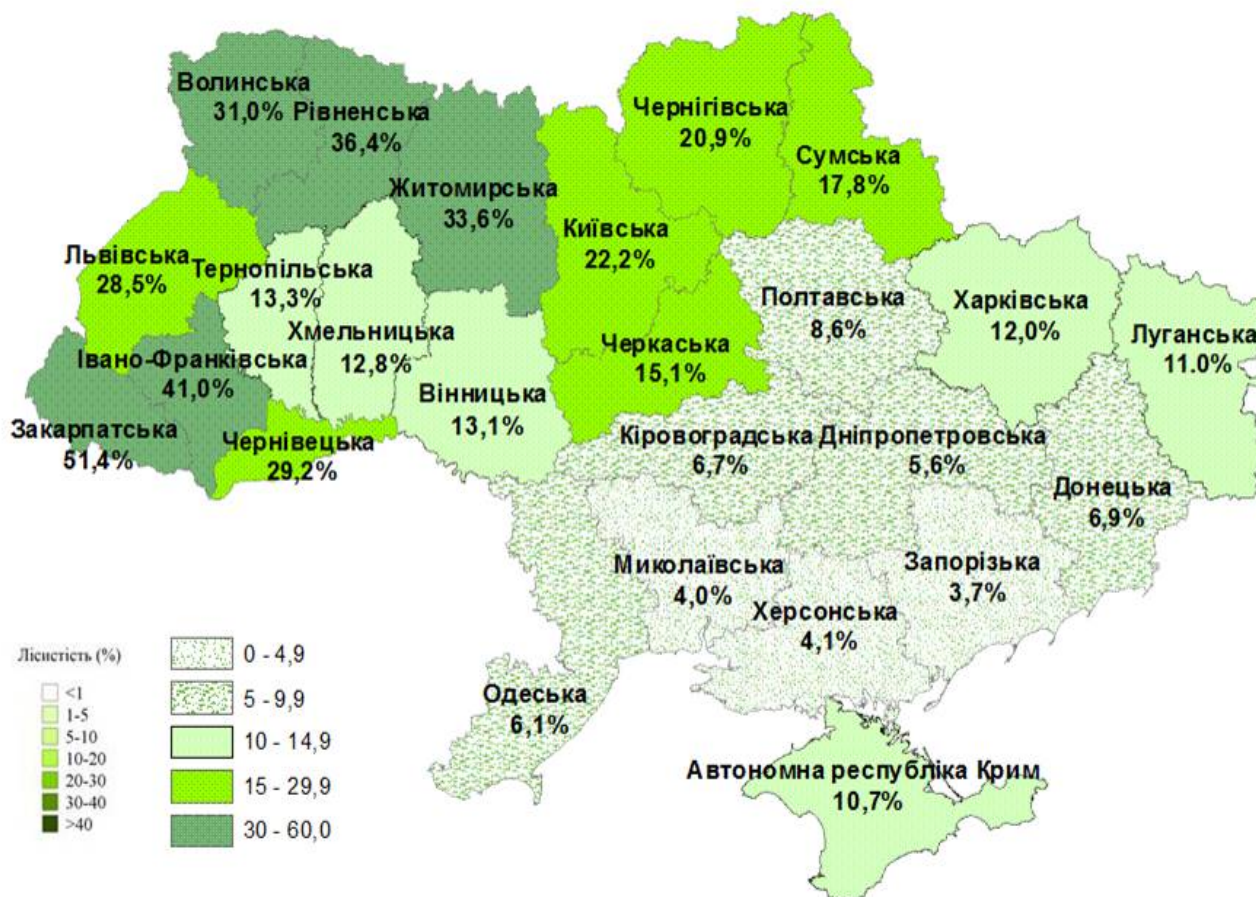 Волинська
31,0%
Рівненська
36,4%
Житомирська
33,6%
Чернігівська
20,9%
Сумська
17,8%
Київська
22,2%
Львівська
28,5%
Тернопільська
13,3%
Хмельницька
12,8%
Івано-Франківська
41,0%
Закарпатська
51,4%
Чернівецька
29,2%
Вінницька
13,1%
Черкаська
15,1%
Полтавська
8,6%
Харківська
12,0%
Луганська
11.0%
Кіровоградська
6,7%
Дніпропетровська
5,6%
Донецька
6,9%
Миколаївська
4,0%
Запорізька
3,7%
Херсонська
4,1%
Одеська
6,1%
Автономна республіка Крим
10,7%
Лісистість (%)
<1
1-5
5-10
10-20
20-30
30-40
>40
0 - 4,9
5 - 9,9
10 - 14,9
15 - 29,9
30 - 60,0